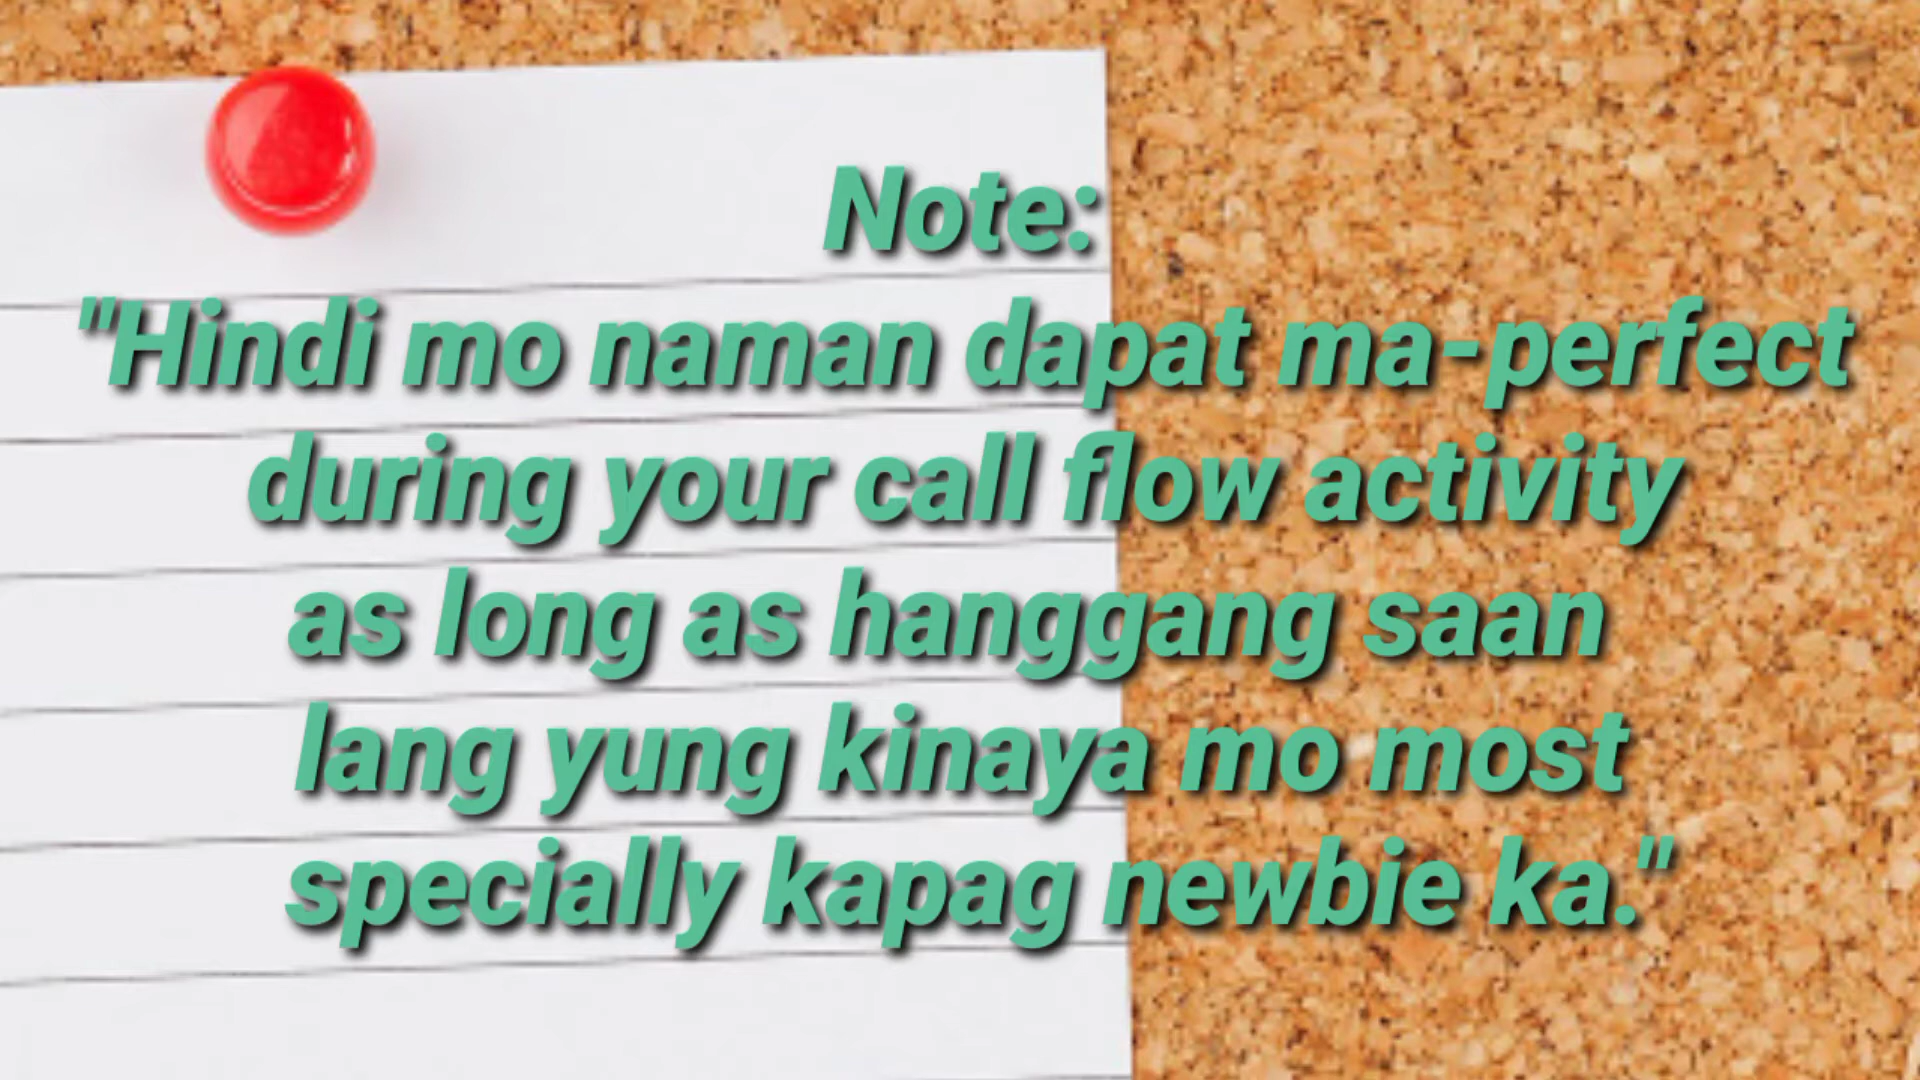 Note:
"Hindi mo naman dapat ma-perfect
during your call flow activity
as long as hanggang saan
lang yung kinaya mo most
specially kapag newbie ka."